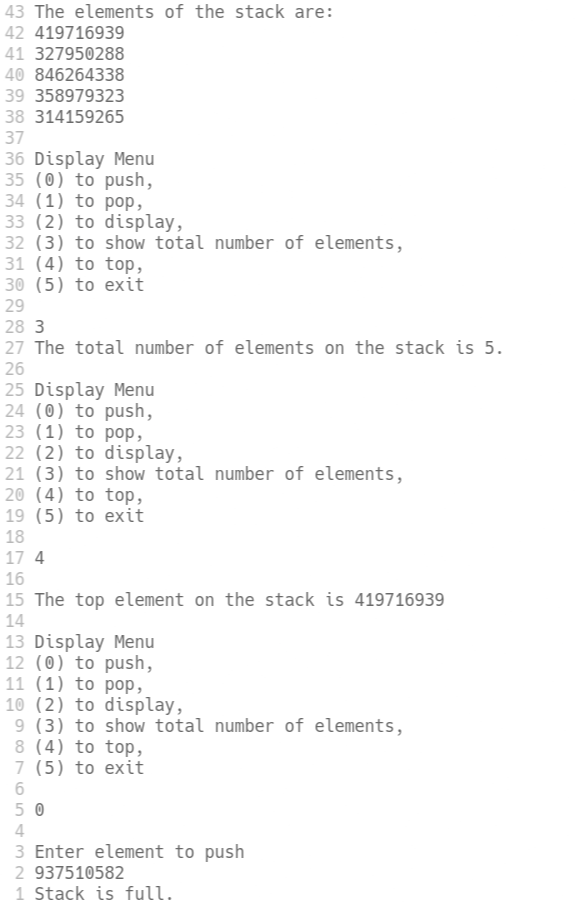 43 The elements of the stack are:
42 419716939
41 327950288
40 846264338
39 358979323
38 314159265
37
36 Display Menu
35 (0) to push,
34 (1) to pop,
33 (2) to display,
32 (3) to show total number of elements,
31 (4) to top,
30 (5) to exit
29
28 3
27 The total number of elements on the stack is 5.
26
25 Display Menu
24 (0) to push,
23 (1) to pop,
22 (2) to display,
21 (3) to show total number of elements,
20 (4) to top,
19 (5) to exit
18
17 4
16
15 The top element on the stack is 419716939
14
13 Display Menu
12 (0) to push,
11 (1) to pop,
10 (2) to display,
9 (3) to show total number of elements,
8 (4) to top,
7 (5) to exit
6
5 0
4
3 Enter element to push
2 937510582
1 Stack is full.